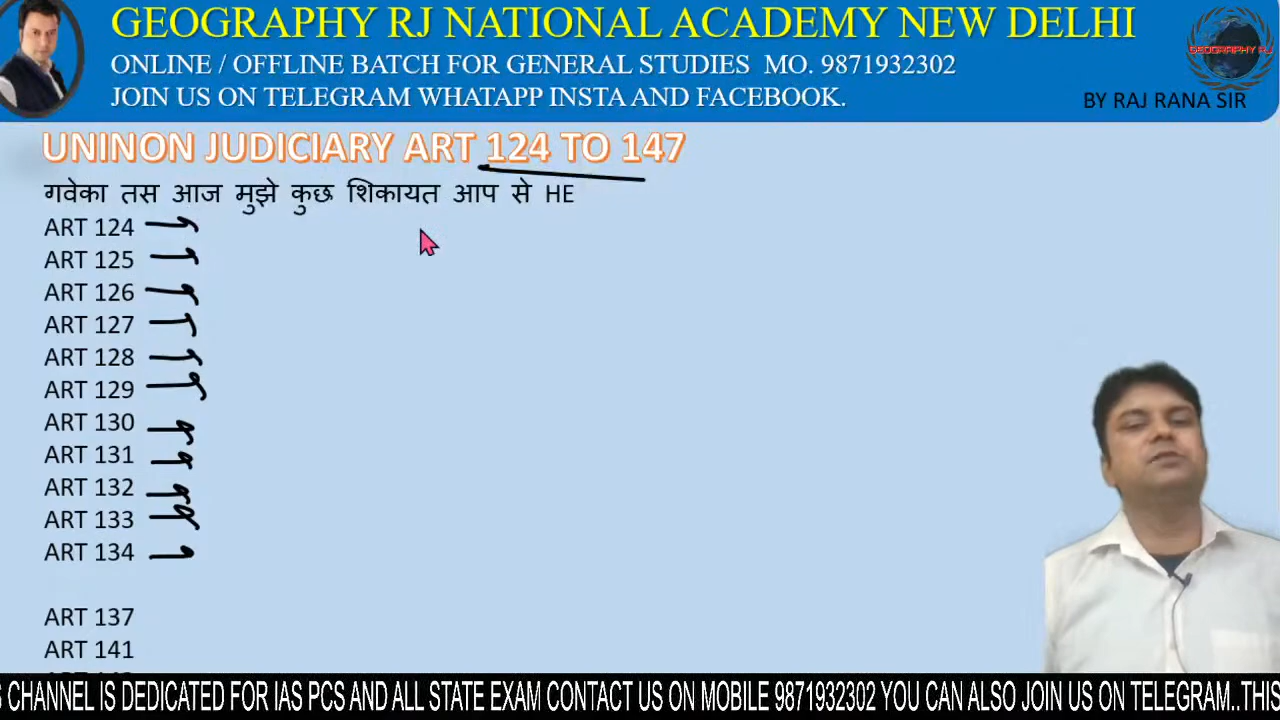 GEOGRAPHY RJ NATIONAL ACADEMY NEW DELHI
ONLINE / OFFLINE BATCH FOR GENERAL STUDIES MO. 9871932302
JOIN US ON TELEGRAM WHATAPP INSTA AND FACEBOOK.
GEOGRAPHY RJ
BY RAJ RANA SIR
UNINON JUDICIARY ART 124 TO 147
गवेका तस आज मुझे कुछ शिकायत आप से HE
ART 124
ART 125
ART 126
ART 127
ART 128
ART 129
ART 130
ART 131
ART 132
ART 133
ART 134
ART 137
ART 141
CHANNEL IS DEDICATED FOR IAS PCS AND ALL STATE EXAM CONTACT US ON MOBILE 9871932302 YOU CAN ALSO JOIN US ON TELEGRAM..THIS